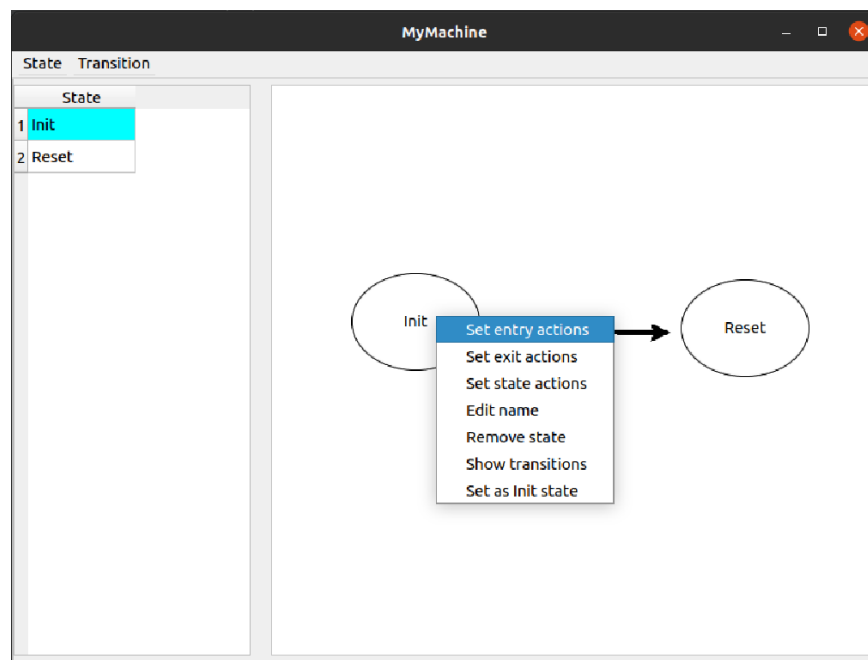 MyMachine
State Transition
State
1 Init
2 Reset
Init
Reset
Set entry actions
Set exit actions
Set state actions
Edit name
Remove state
Show transitions
Set as Init state